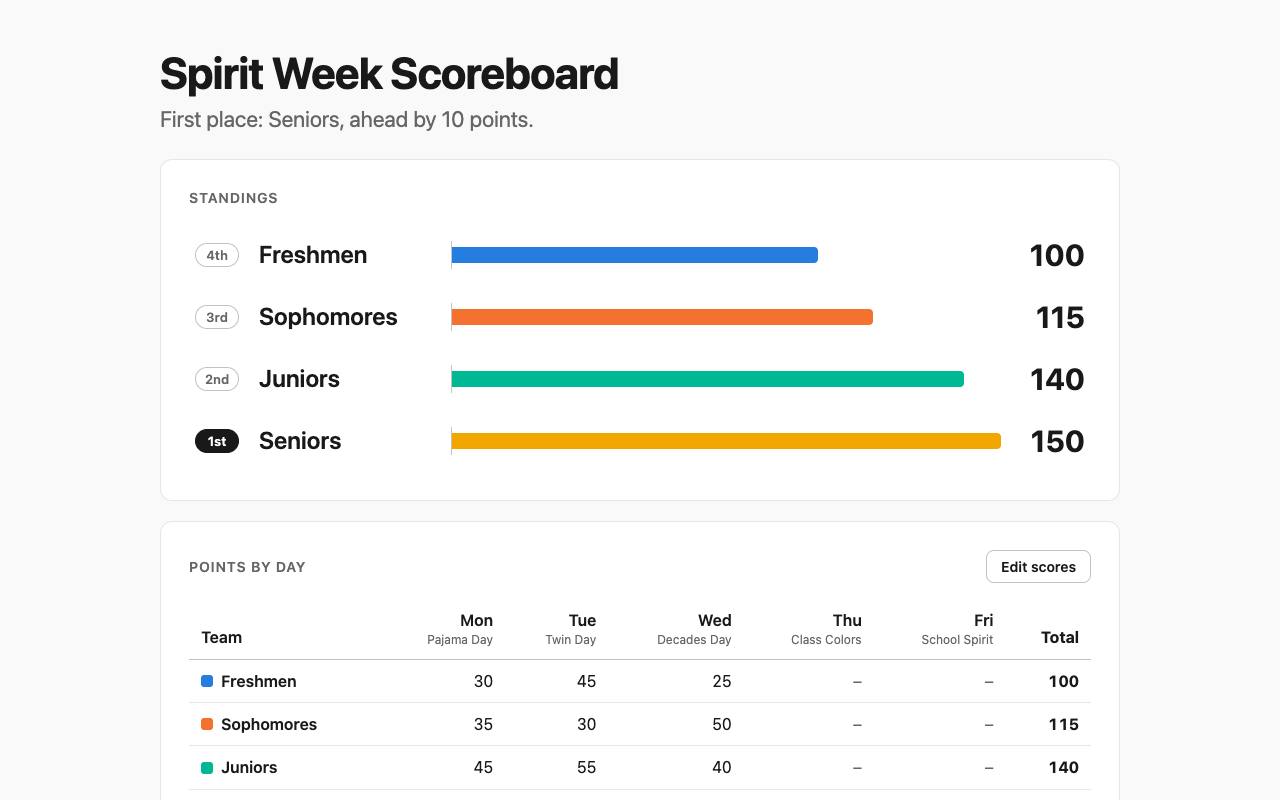 Spirit Week Scoreboard
First place: Seniors, ahead by 10 points.
STANDINGS
4th Freshmen 100
3rd Sophomores 115
2nd Juniors 140
1st Seniors 150
POINTS BY DAY Edit scores
Team Mon Tue Wed Thu Fri Total
Pajama Day Twin Day Decades Day Class Colors School Spirit
Freshmen 30 45 25 – – 100
Sophomores 35 30 50 – – 115
Juniors 45 55 40 – – 140